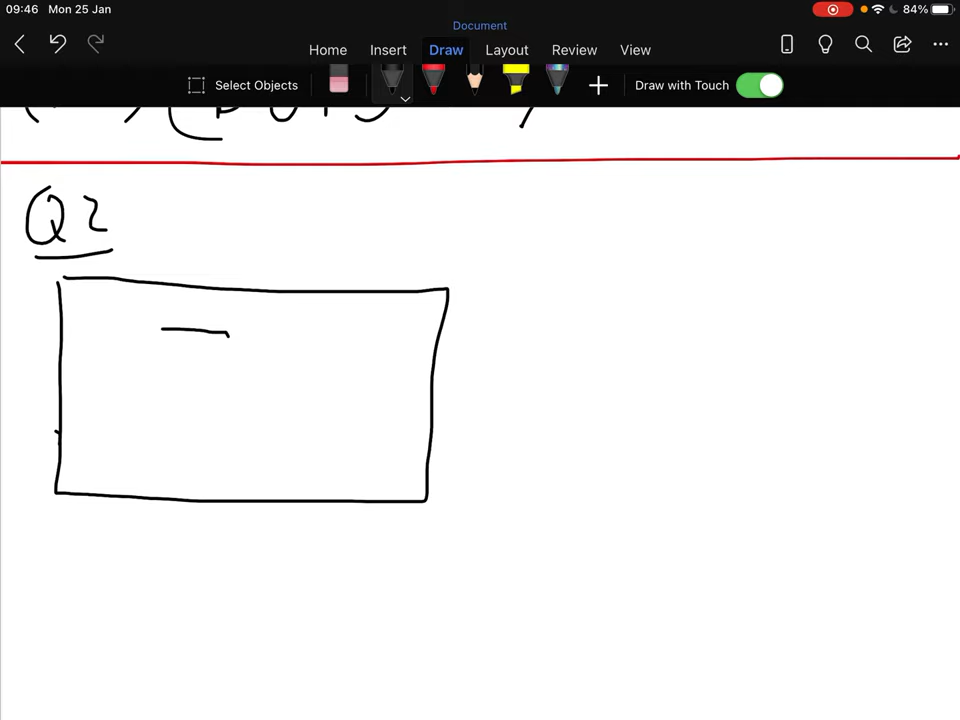 09:46 Mon 25 Jan
84%
Document
Home Insert Draw Layout Review View
Select Objects
Draw with Touch
Q2